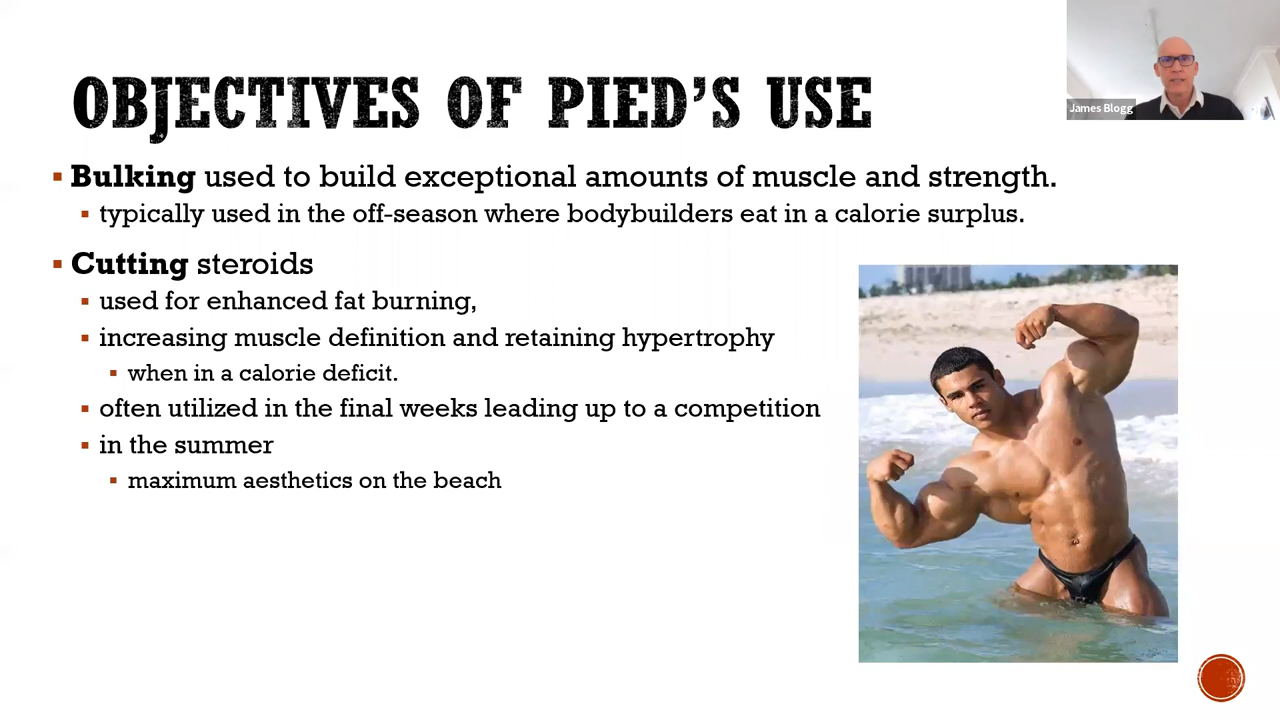 OBJECTIVES OF PIED'S USE
James Blogg
Bulking used to build exceptional amounts of muscle and strength.
typically used in the off-season where bodybuilders eat in a calorie surplus.
Cutting steroids
used for enhanced fat burning,
increasing muscle definition and retaining hypertrophy
when in a calorie deficit.
often utilized in the final weeks leading up to a competition
in the summer
maximum aesthetics on the beach